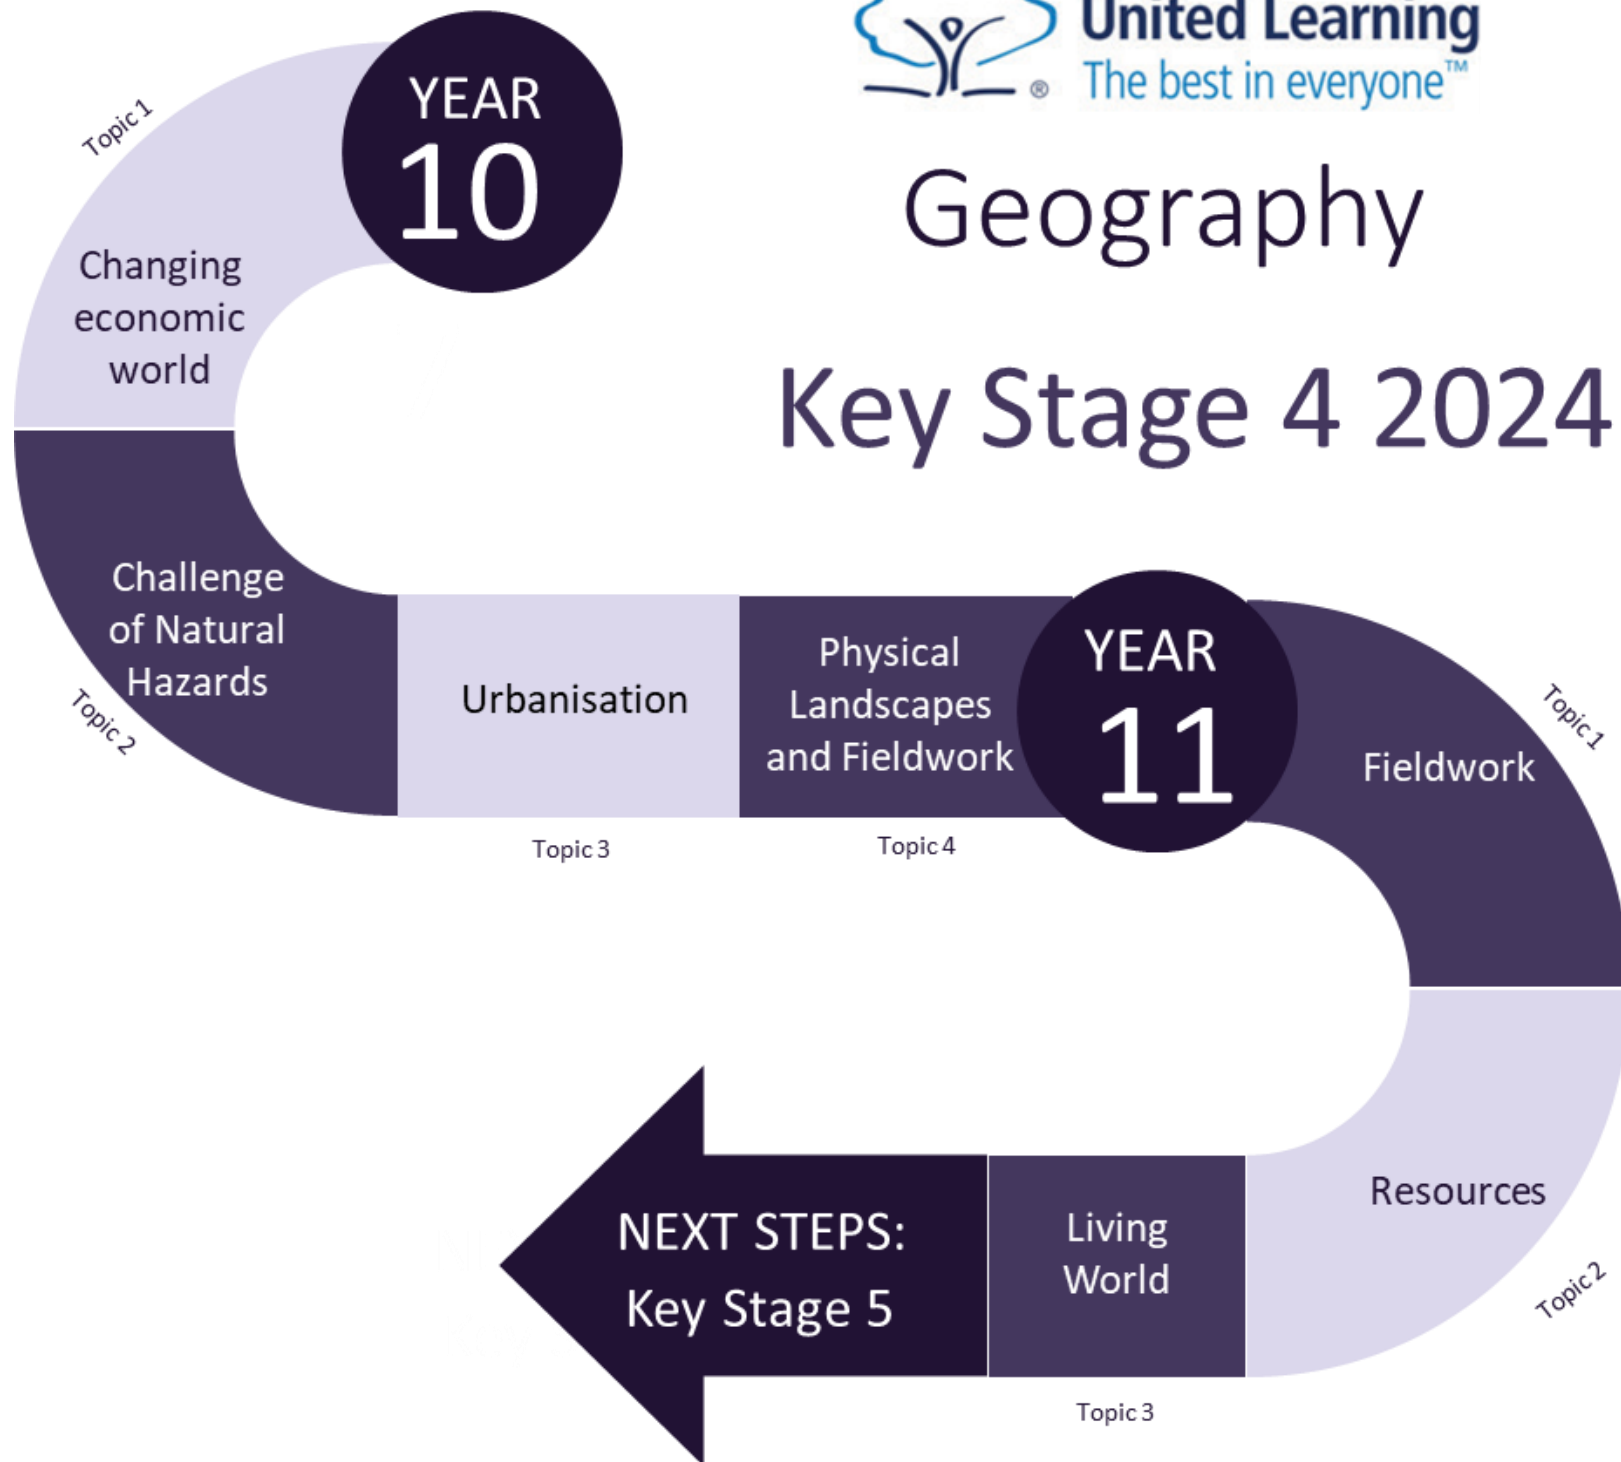 United Learning
The best in everyone™
®
Geography
Key Stage 4 2024
YEAR
10
Topic 1
Changing
economic
world
Challenge
of Natural
Hazards
Topic 2
Urbanisation
Topic 3
Physical
Landscapes
and Fieldwork
Topic 4
YEAR
11
Fieldwork
Topic 1
Resources
Topic 2
Living
World
Topic 3
NEXT STEPS:
Key Stage 5